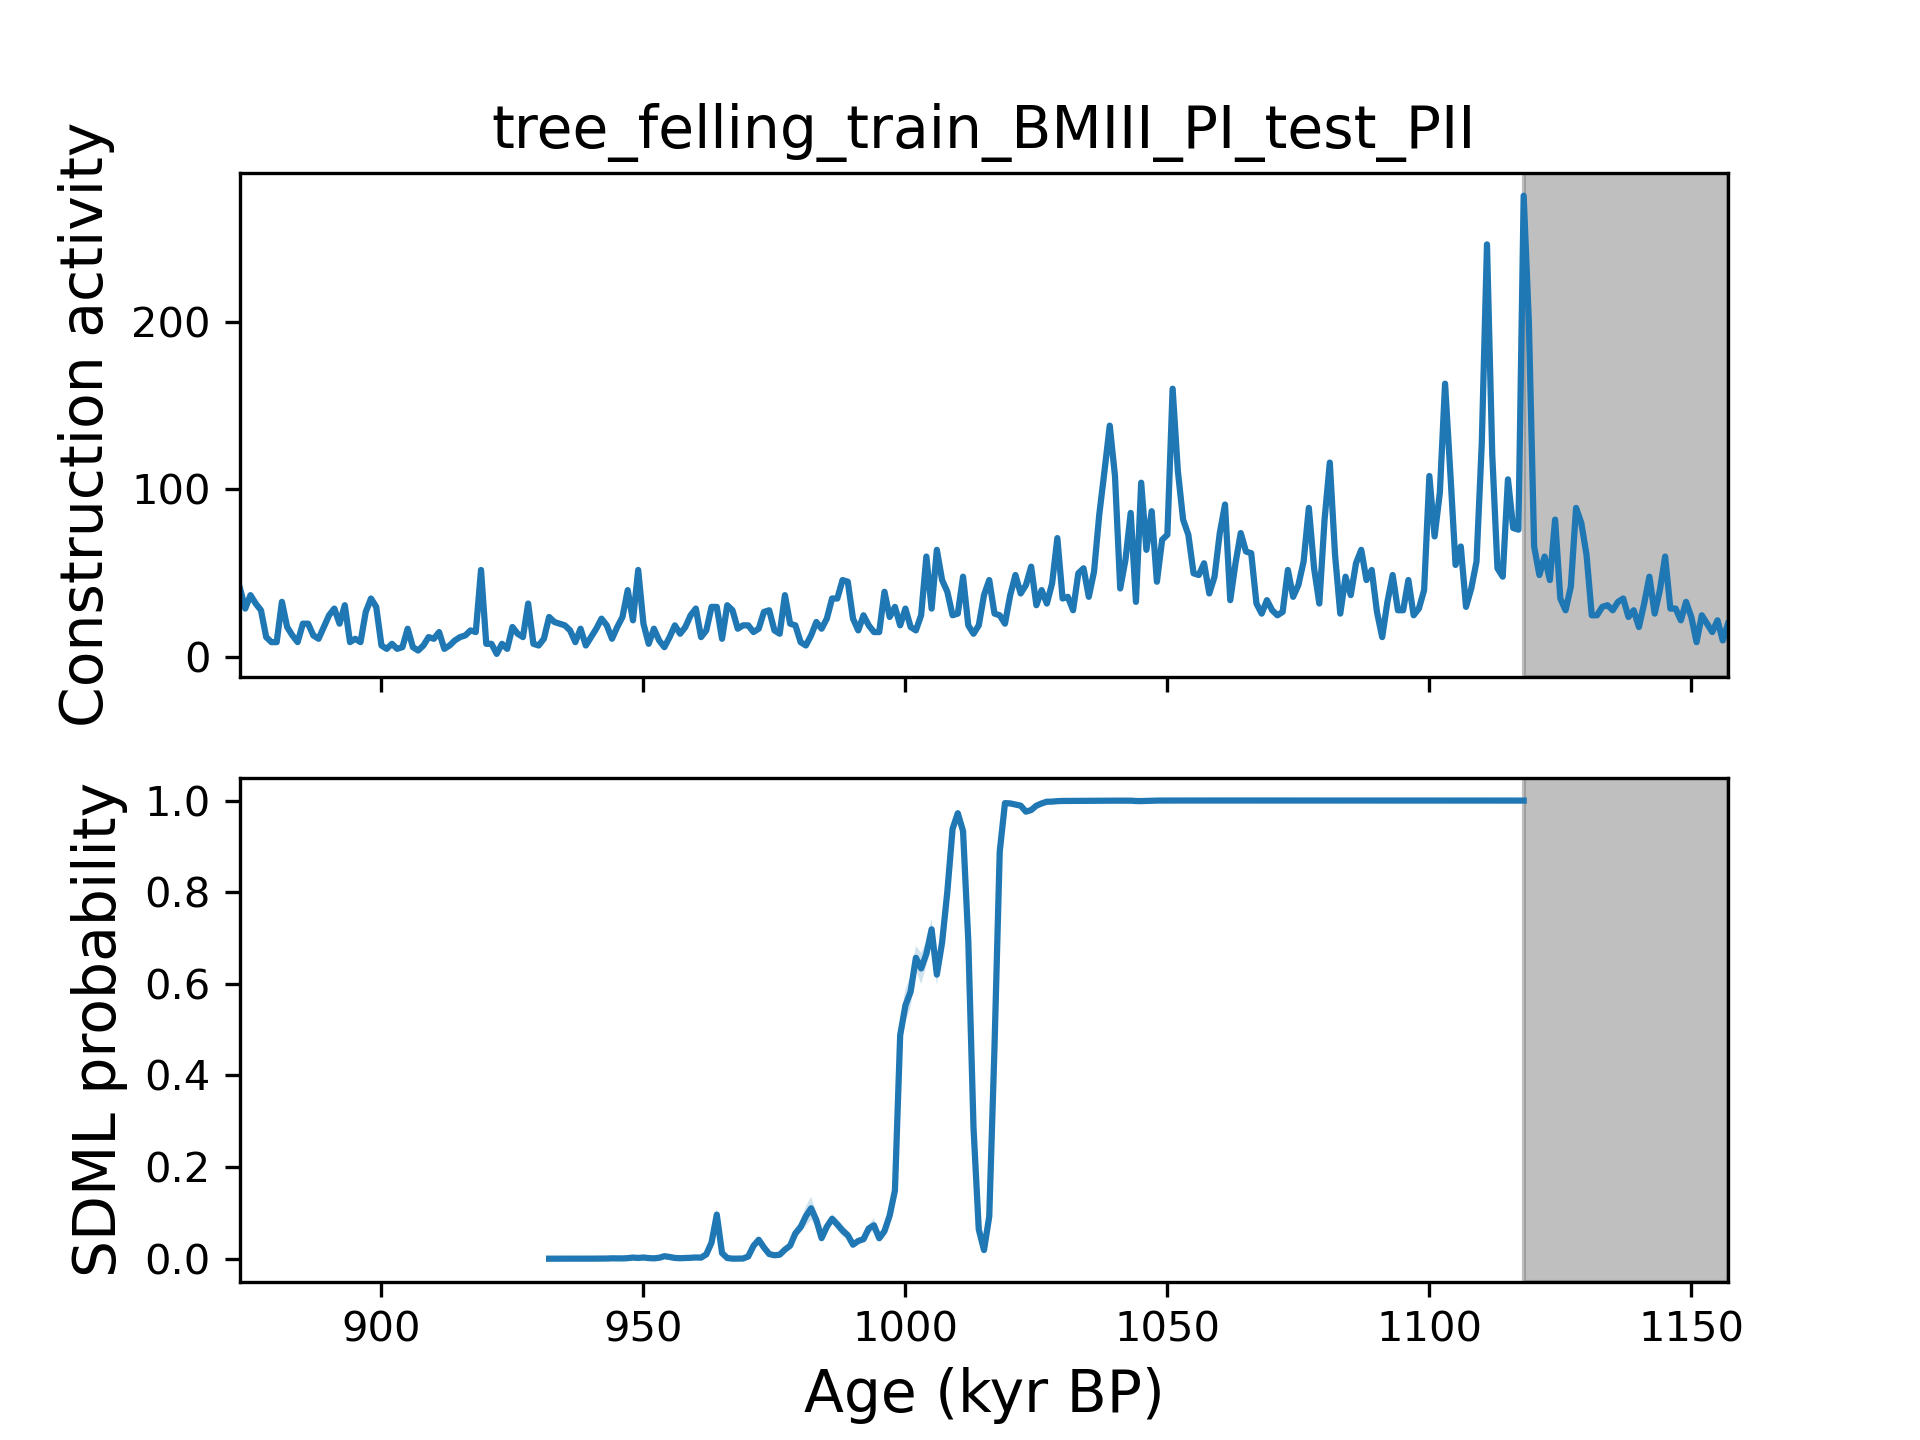 tree_felling_train_BMIII_PI_test_PII
Construction activity
200
100
0
SDML probability
1.0
0.8
0.6
0.4
0.2
0.0
900 950 1000 1050 1100 1150
Age (kyr BP)